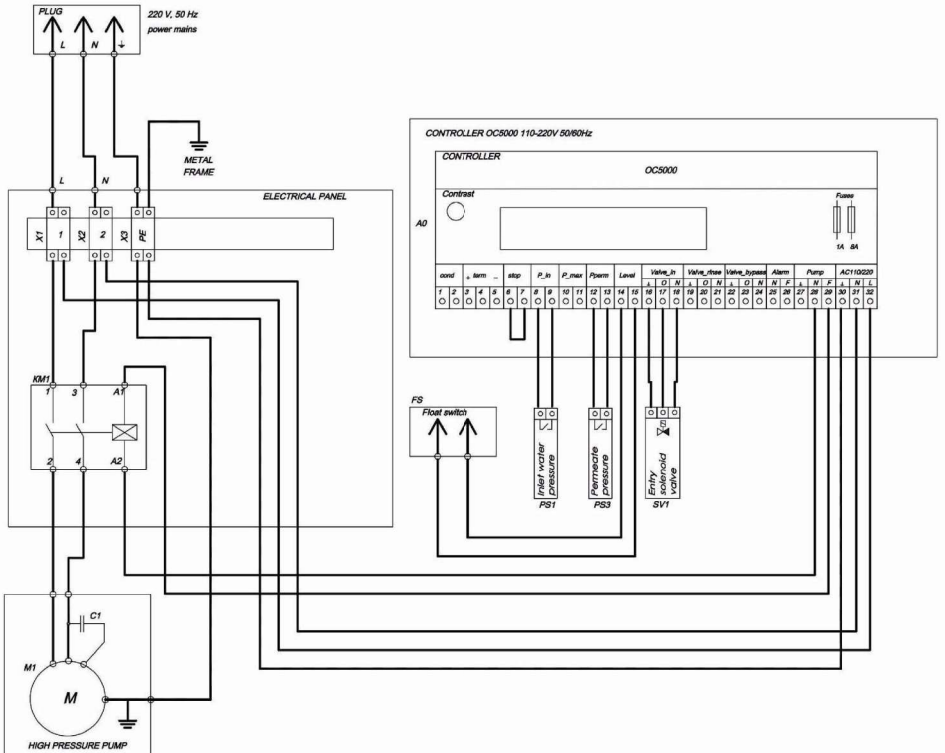 PLUG
220 V, 50 Hz
power mains
L N ⏚
METAL
FRAME
L N
ELECTRICAL PANEL
X1 1 X2 2 X3 PE
KM1
1 3 A1
2 4 A2
C1
M1
M
HIGH PRESSURE PUMP
CONTROLLER OC5000 110-220V 50/60Hz
CONTROLLER
OC5000
Contrast
Fuses
A0
1A 8A
cond + term _ stop P_in P_max Pperm Level Valve_in Valve_rinse Valve_bypass Alarm Pump AC110/220
⏚ O N ⏚ O N ⏚ O N N F ⏚ N F ⏚ N L
1 2 3 4 5 6 7 8 9 10 11 12 13 14 15 16 17 18 19 20 21 22 23 24 25 26 27 28 29 30 31 32
FS
Float switch
Inlet water
pressure
PS1
Permeate
pressure
PS3
Entry
solenoid
valve
SV1